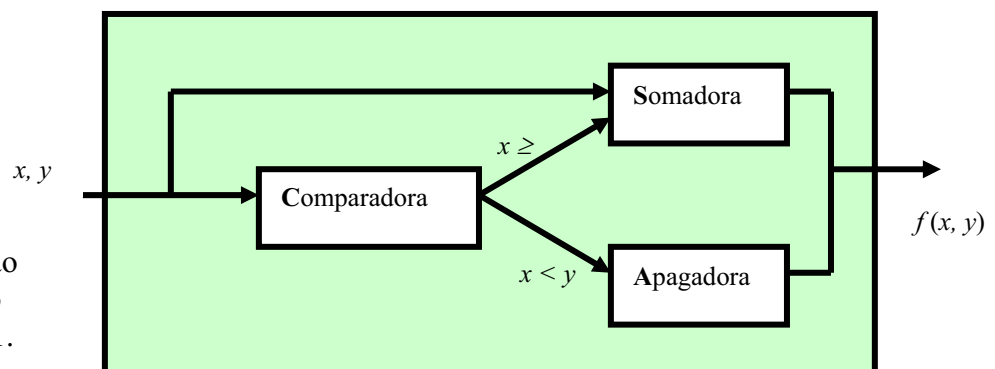 Somadora
x ≥
x, y
Comparadora
f (x, y)
x < y
Apagadora